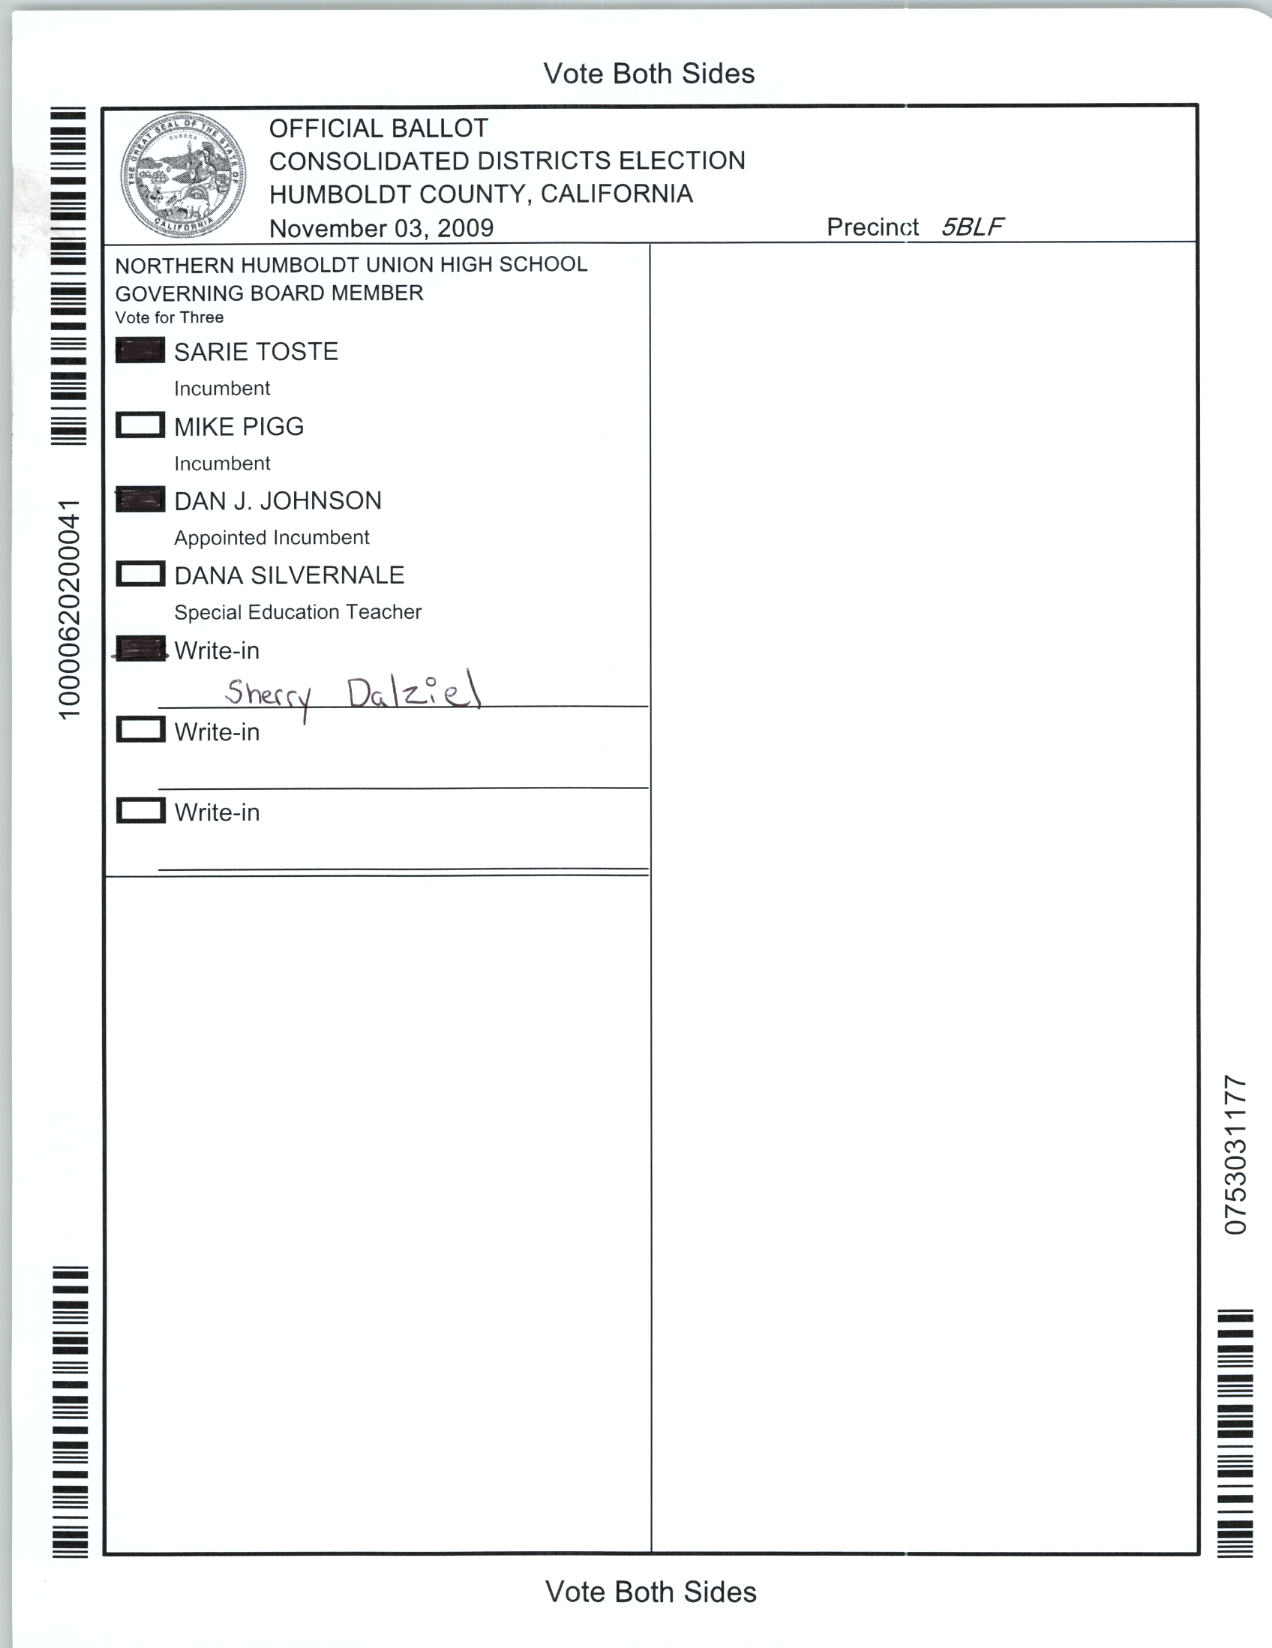 Vote Both Sides
THE GREAT SEAL OF THE STATE OF CALIFORNIA
EUREKA
OFFICIAL BALLOT
CONSOLIDATED DISTRICTS ELECTION
HUMBOLDT COUNTY, CALIFORNIA
November 03, 2009
Precinct 5BLF
NORTHERN HUMBOLDT UNION HIGH SCHOOL
GOVERNING BOARD MEMBER
Vote for Three
SARIE TOSTE
Incumbent
MIKE PIGG
Incumbent
DAN J. JOHNSON
Appointed Incumbent
DANA SILVERNALE
Special Education Teacher
Write-in
Sherry Dalziel
Write-in
Write-in
10000620200041
0753031177
Vote Both Sides